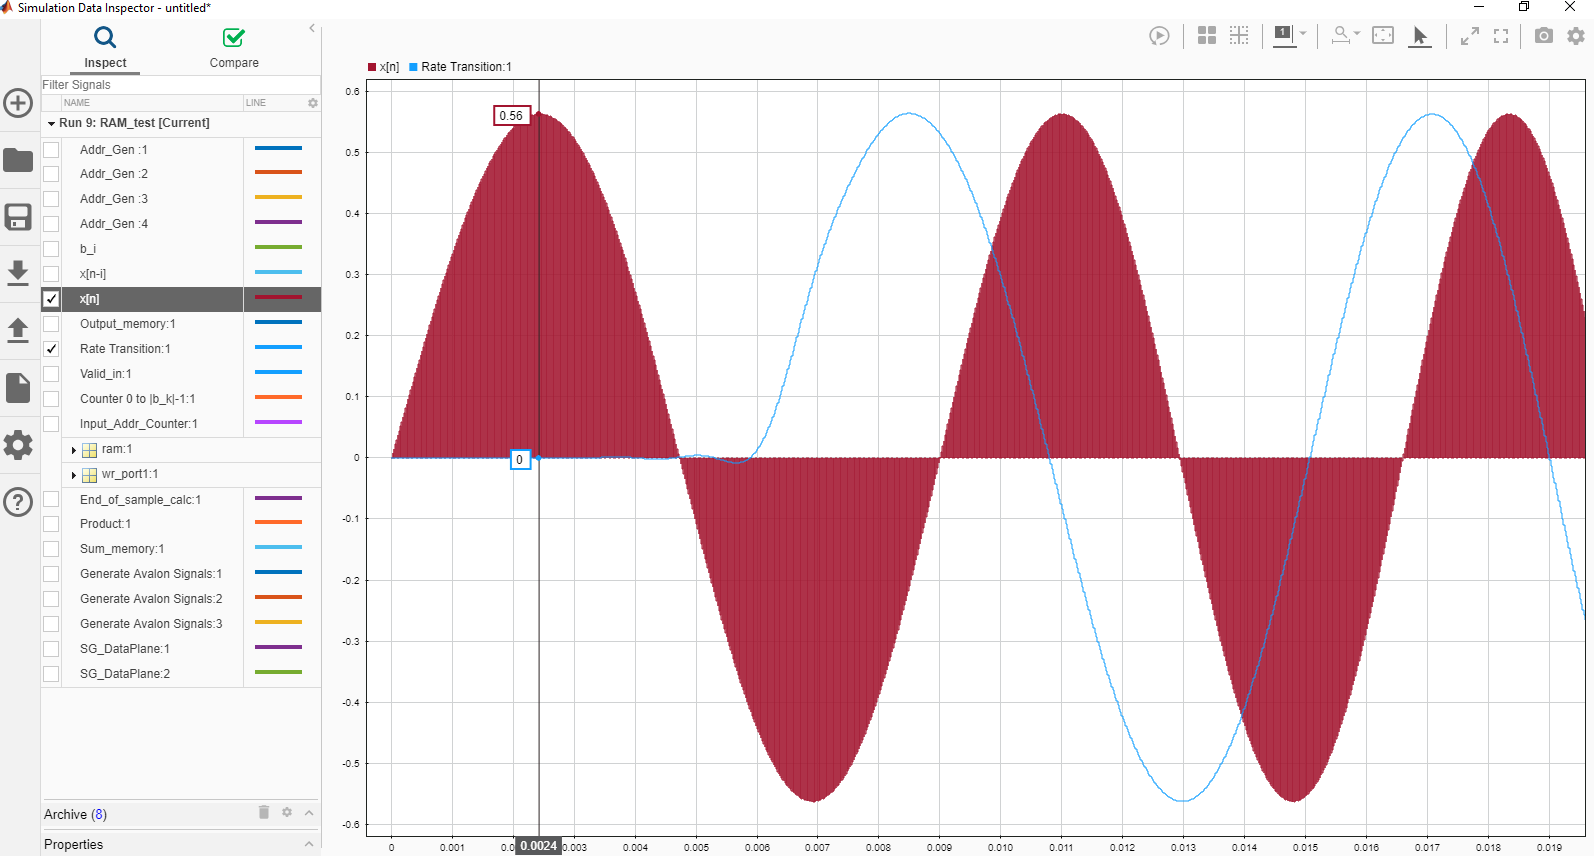 Simulation Data Inspector - untitled*
Inspect
Compare
Filter Signals
NAME
LINE
Run 9: RAM_test [Current]
Addr_Gen :1
Addr_Gen :2
Addr_Gen :3
Addr_Gen :4
b_i
x[n-i]
x[n]
Output_memory:1
Rate Transition:1
Valid_in:1
Counter 0 to |b_k|-1:1
Input_Addr_Counter:1
ram:1
wr_port1:1
End_of_sample_calc:1
Product:1
Sum_memory:1
Generate Avalon Signals:1
Generate Avalon Signals:2
Generate Avalon Signals:3
SG_DataPlane:1
SG_DataPlane:2
Archive (8)
Properties
1
x[n] Rate Transition:1
0.6
0.5
0.4
0.3
0.2
0.1
0
-0.1
-0.2
-0.3
-0.4
-0.5
-0.6
0.56
0
0 0.001 0.0024 0.003 0.004 0.005 0.006 0.007 0.008 0.009 0.010 0.011 0.012 0.013 0.014 0.015 0.016 0.017 0.018 0.019